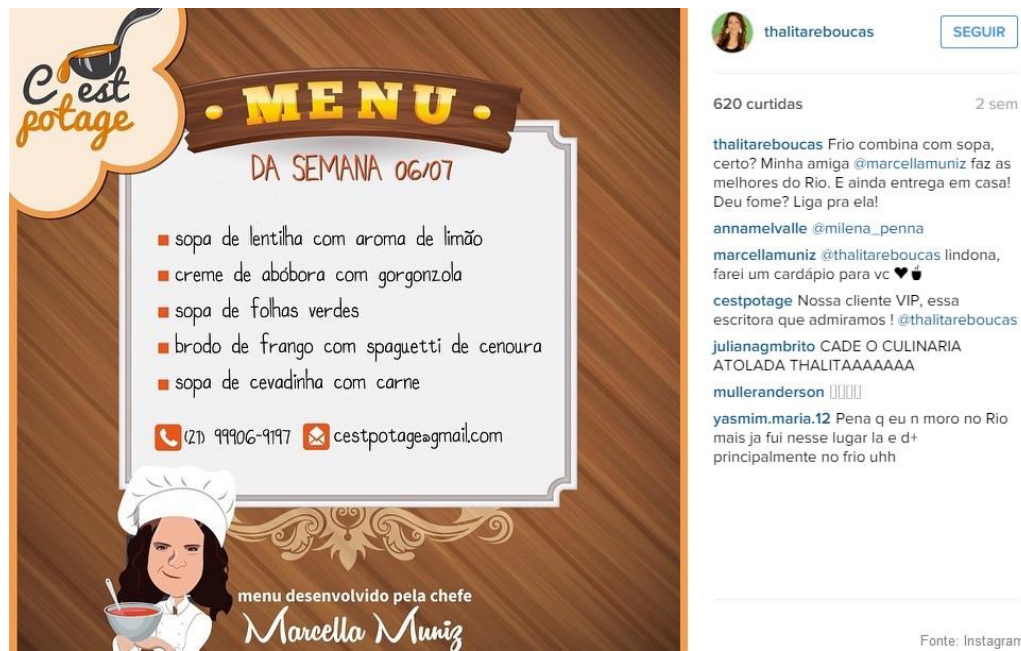 C'est
potage
MENU
DA SEMANA 06/07
sopa de lentilha com aroma de limão
creme de abóbora com gorgonzola
sopa de folhas verdes
brodo de frango com spaguetti de cenoura
sopa de cevadinha com carne
(21) 99906-9197 cestpotage@gmail.com
menu desenvolvido pela chefe
Marcella Muniz
thalitareboucas
SEGUIR
620 curtidas 2 sem
thalitareboucas Frio combina com sopa,
certo? Minha amiga @marcellamuniz faz as
melhores do Rio. E ainda entrega em casa!
Deu fome? Liga pra ela!
annamelvalle @milena_penna
marcellamuniz @thalitareboucas lindona,
farei um cardápio para vc
cestpotage Nossa cliente VIP, essa
escritora que admiramos ! @thalitareboucas
julianagmbrito CADE O CULINARIA
ATOLADA THALITAAAAAAA
mulleranderson
yasmim.maria.12 Pena q eu n moro no Rio
mais ja fui nesse lugar la e d+
principalmente no frio uhh
Fonte: Instagram